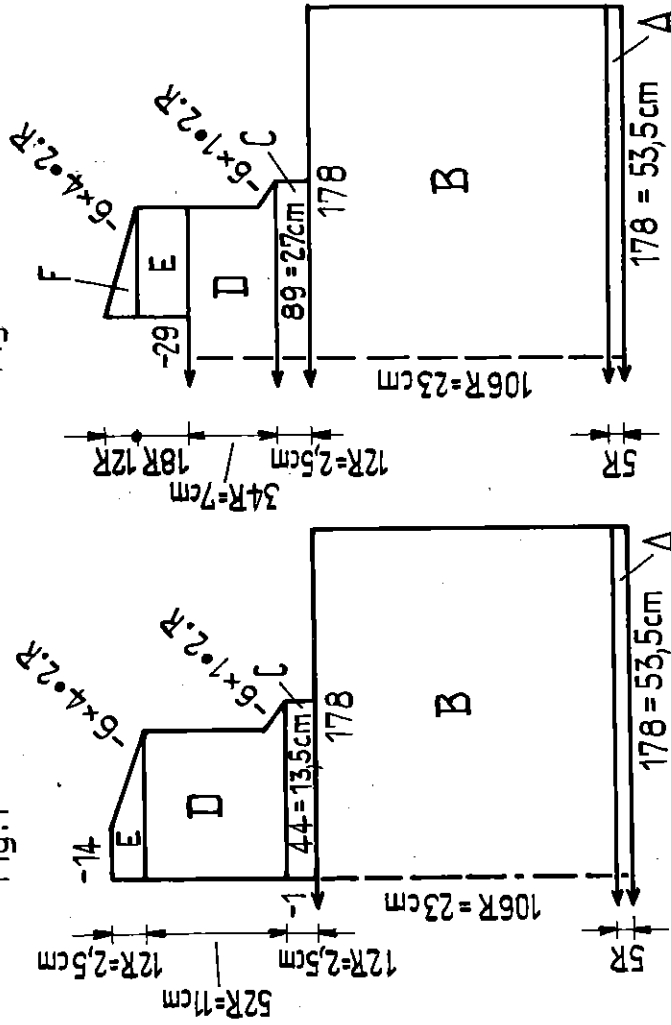 Fig.1
-14
-6×4•2.R
E
12R=2,5cm
D
52R=11cm
-6×1•2.R
C
44=13,5cm
12R=2,5cm
-1
178
B
106R=23cm
5R
A
178=53,5cm
-6×4•2.R
F
12R
E
18R
-29
D
34R=7cm
-6×1•2.R
C
89=27cm
12R=2,5cm
178
B
106R=23cm
5R
A
178=53,5cm